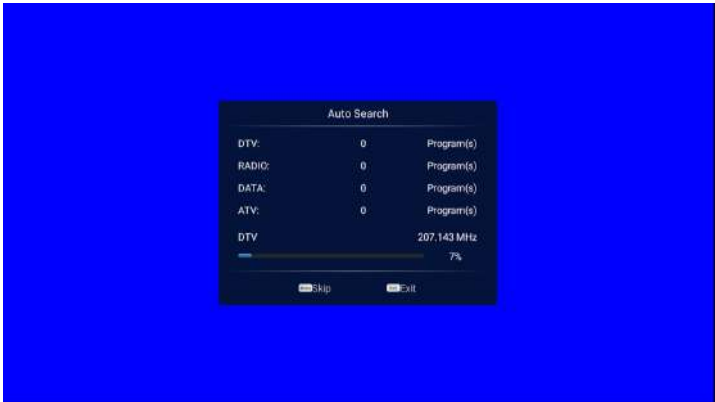 Auto Search
DTV: 0 Program(s)
RADIO: 0 Program(s)
DATA: 0 Program(s)
ATV: 0 Program(s)
DTV 207.143 MHz
7%
Skip Exit